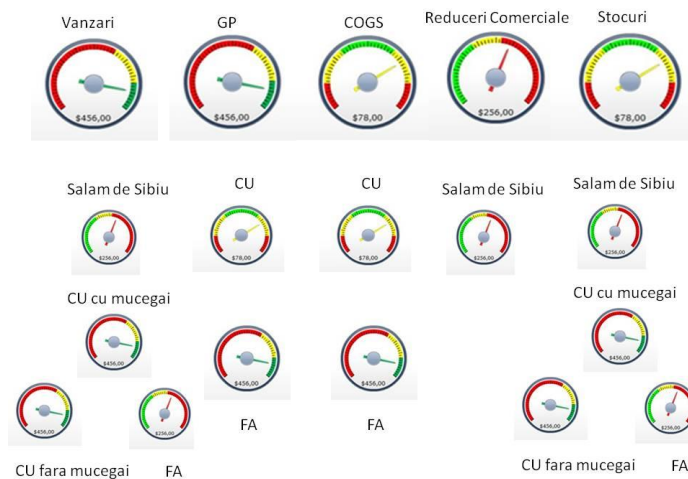 Vanzari
GP
COGS
Reduceri Comerciale
Stocuri
$456,00
$456,00
$78,00
$256,00
$78,00
Salam de Sibiu
CU
CU
Salam de Sibiu
Salam de Sibiu
$256,00
$78,00
$78,00
$256,00
$256,00
CU cu mucegai
CU cu mucegai
$456,00
$456,00
$456,00
$456,00
$456,00
$256,00
$456,00
$256,00
FA
FA
CU fara mucegai
FA
CU fara mucegai
FA